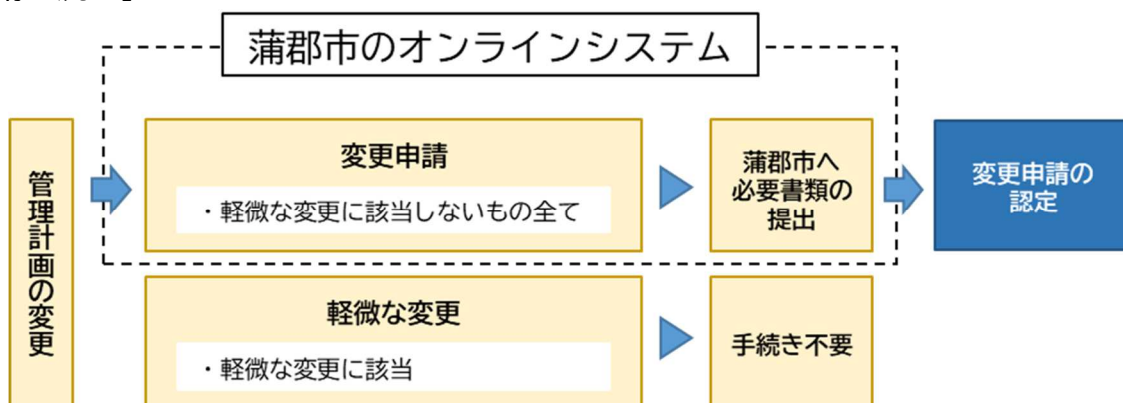 蒲郡市のオンラインシステム
管理計画の変更
変更申請
・軽微な変更に該当しないもの全て
蒲郡市へ
必要書類の
提出
変更申請の
認定
軽微な変更
・軽微な変更に該当
手続き不要